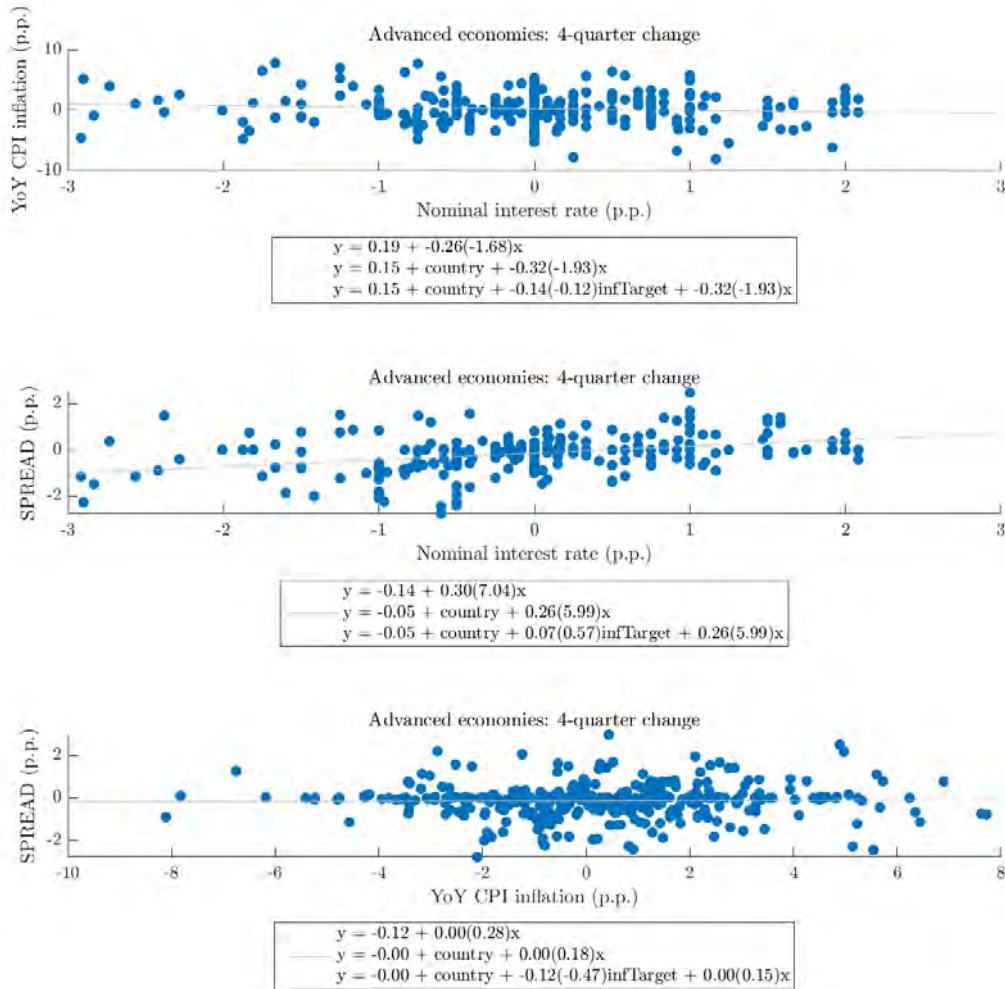 Advanced economies: 4-quarter change
YoY CPI inflation (p.p.)
10
0
-10
-3
-2
-1
0
1
2
3
Nominal interest rate (p.p.)
y = 0.19 + -0.26(-1.68)x
y = 0.15 + country + -0.32(-1.93)x
y = 0.15 + country + -0.14(-0.12)infTarget + -0.32(-1.93)x
Advanced economies: 4-quarter change
SPREAD (p.p.)
2
0
-2
-3
-2
-1
0
1
2
3
Nominal interest rate (p.p.)
y = -0.14 + 0.30(7.04)x
y = -0.05 + country + 0.26(5.99)x
y = -0.05 + country + 0.07(0.57)infTarget + 0.26(5.99)x
Advanced economies: 4-quarter change
SPREAD (p.p.)
2
0
-2
-10
-8
-6
-4
-2
0
2
4
6
8
YoY CPI inflation (p.p.)
y = -0.12 + 0.00(0.28)x
y = -0.00 + country + 0.00(0.18)x
y = -0.00 + country + -0.12(-0.47)infTarget + 0.00(0.15)x